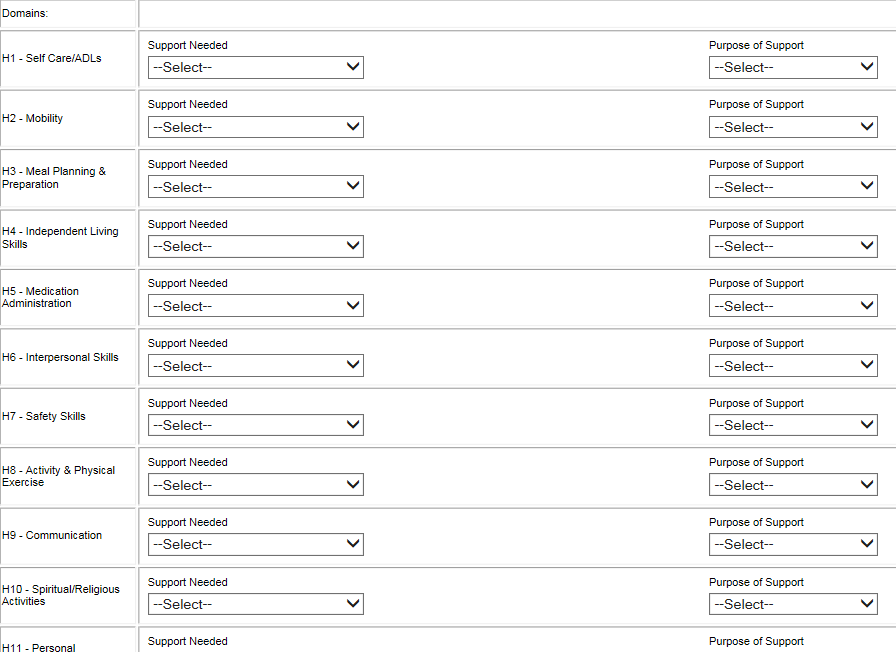 Domains:
H1 - Self Care/ADLs
Support Needed
Purpose of Support
--Select--
--Select--
H2 - Mobility
Support Needed
Purpose of Support
--Select--
--Select--
H3 - Meal Planning &
Preparation
Support Needed
Purpose of Support
--Select--
--Select--
H4 - Independent Living
Skills
Support Needed
Purpose of Support
--Select--
--Select--
H5 - Medication
Administration
Support Needed
Purpose of Support
--Select--
--Select--
H6 - Interpersonal Skills
Support Needed
Purpose of Support
--Select--
--Select--
H7 - Safety Skills
Support Needed
Purpose of Support
--Select--
--Select--
H8 - Activity & Physical
Exercise
Support Needed
Purpose of Support
--Select--
--Select--
H9 - Communication
Support Needed
Purpose of Support
--Select--
--Select--
H10 - Spiritual/Religious
Activities
Support Needed
Purpose of Support
--Select--
--Select--
H11 - Personal
Support Needed
Purpose of Support